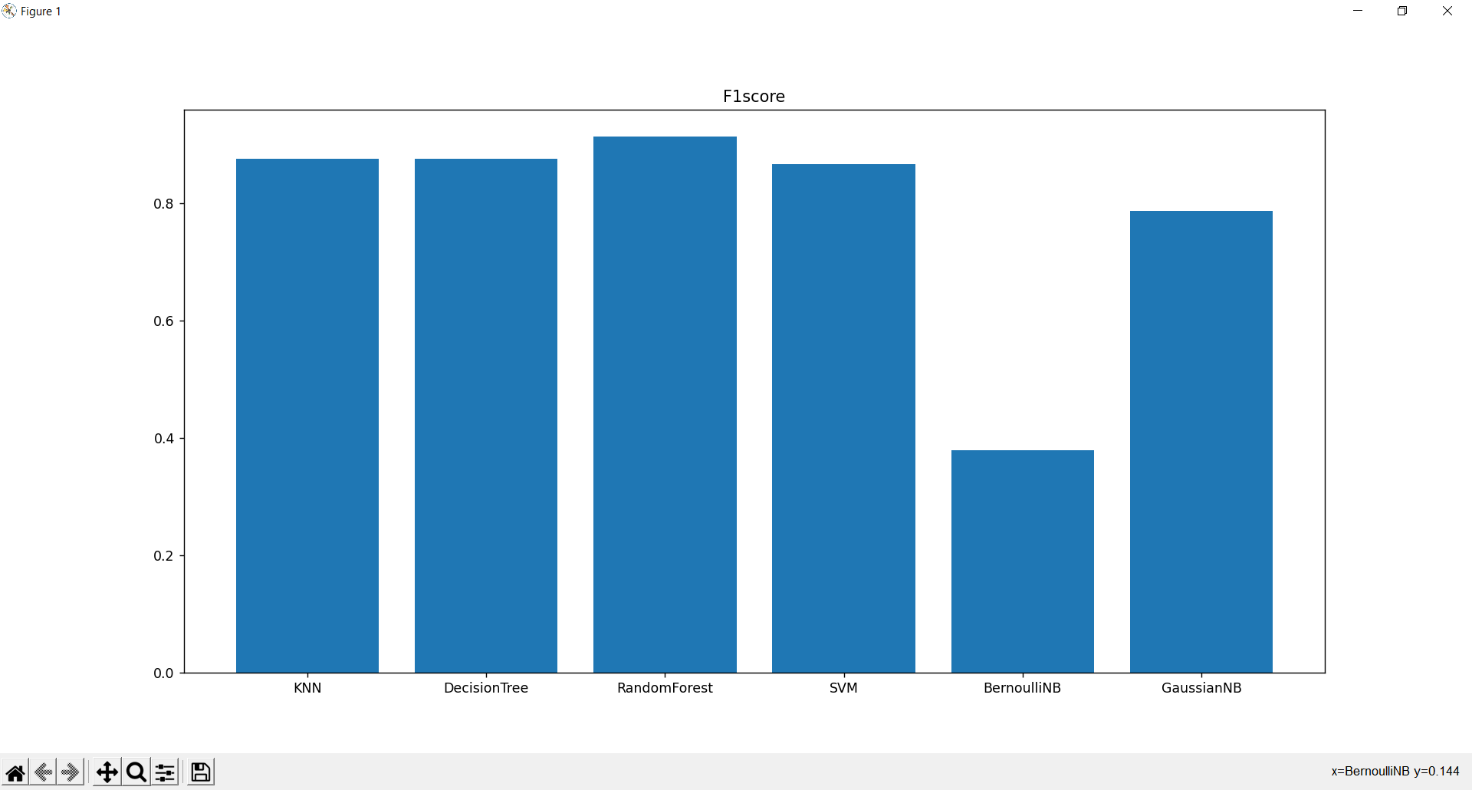 Figure 1
F1score
0.8
0.6
0.4
0.2
0.0
KNN DecisionTree RandomForest SVM BernoulliNB GaussianNB
x=BernoulliNB y=0.144